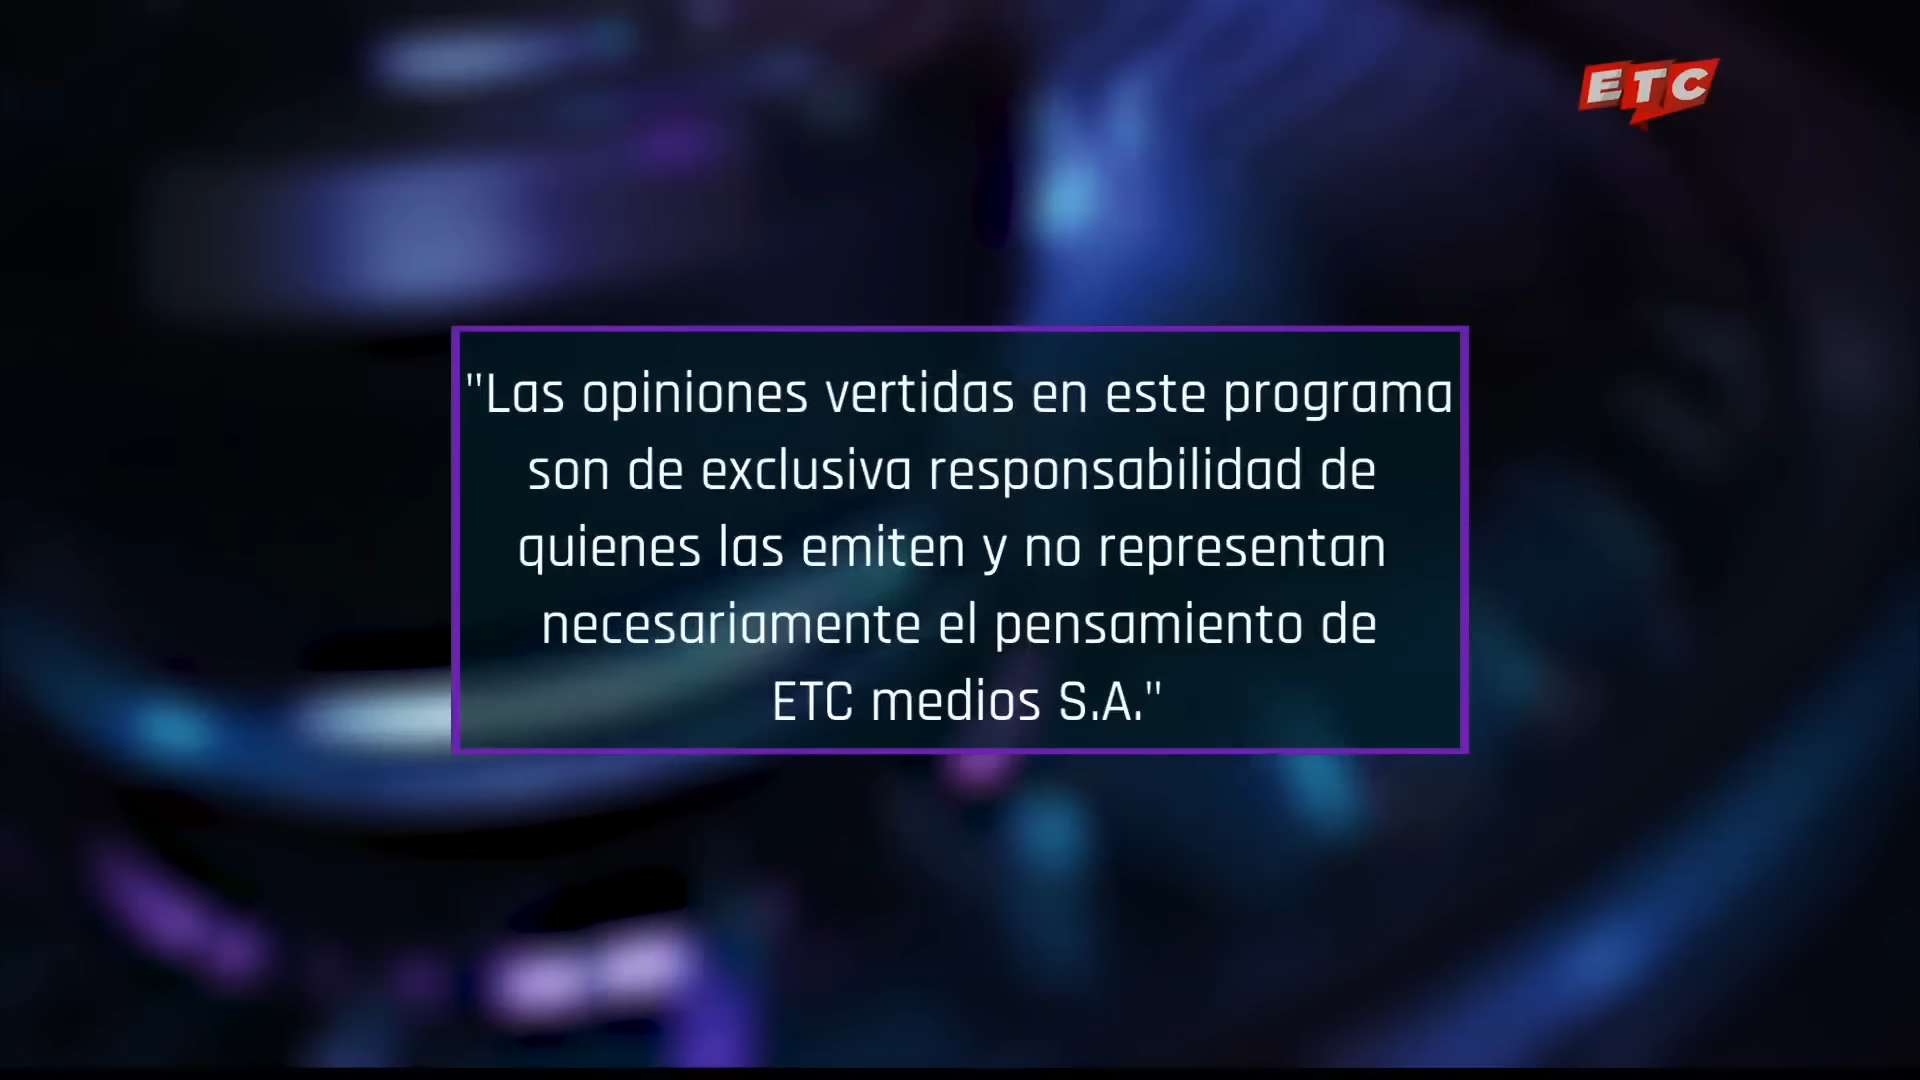 ETC
"Las opiniones vertidas en este programa
son de exclusiva responsabilidad de
quienes las emiten y no representan
necesariamente el pensamiento de
ETC medios S.A."